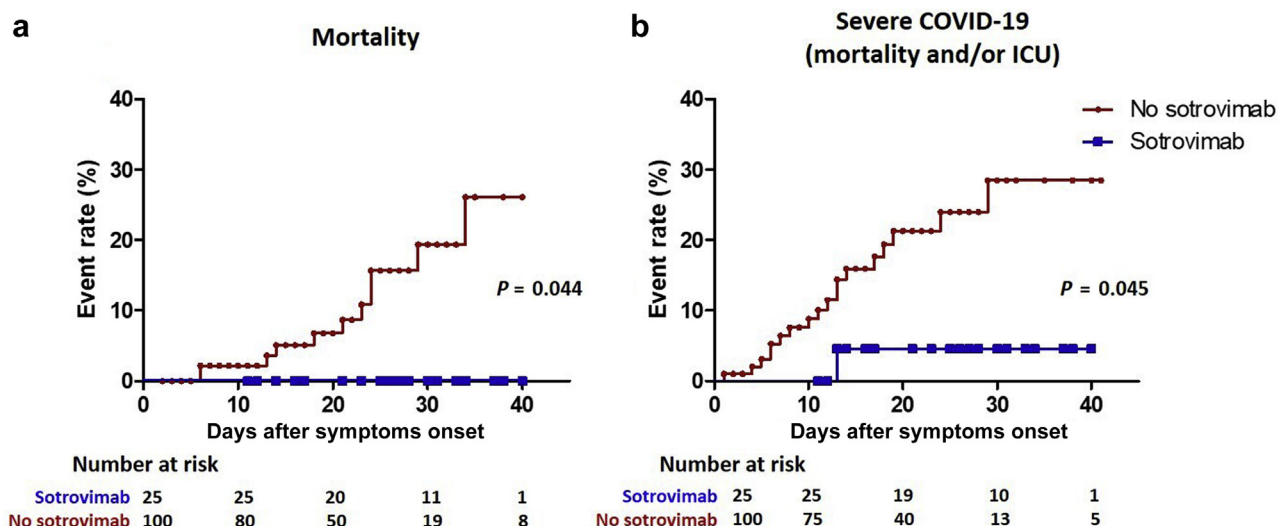 a
Mortality
Event rate (%)
40
30
20
10
0
P = 0.044
0 10 20 30 40
Days after symptoms onset
Number at risk
Sotrovimab 25 25 20 11 1
No sotrovimab 100 80 50 19 8
b
Severe COVID-19
(mortality and/or ICU)
Event rate (%)
40
30
20
10
0
No sotrovimab
Sotrovimab
P = 0.045
0 10 20 30 40
Days after symptoms onset
Number at risk
Sotrovimab 25 25 19 10 1
No sotrovimab 100 75 40 13 5